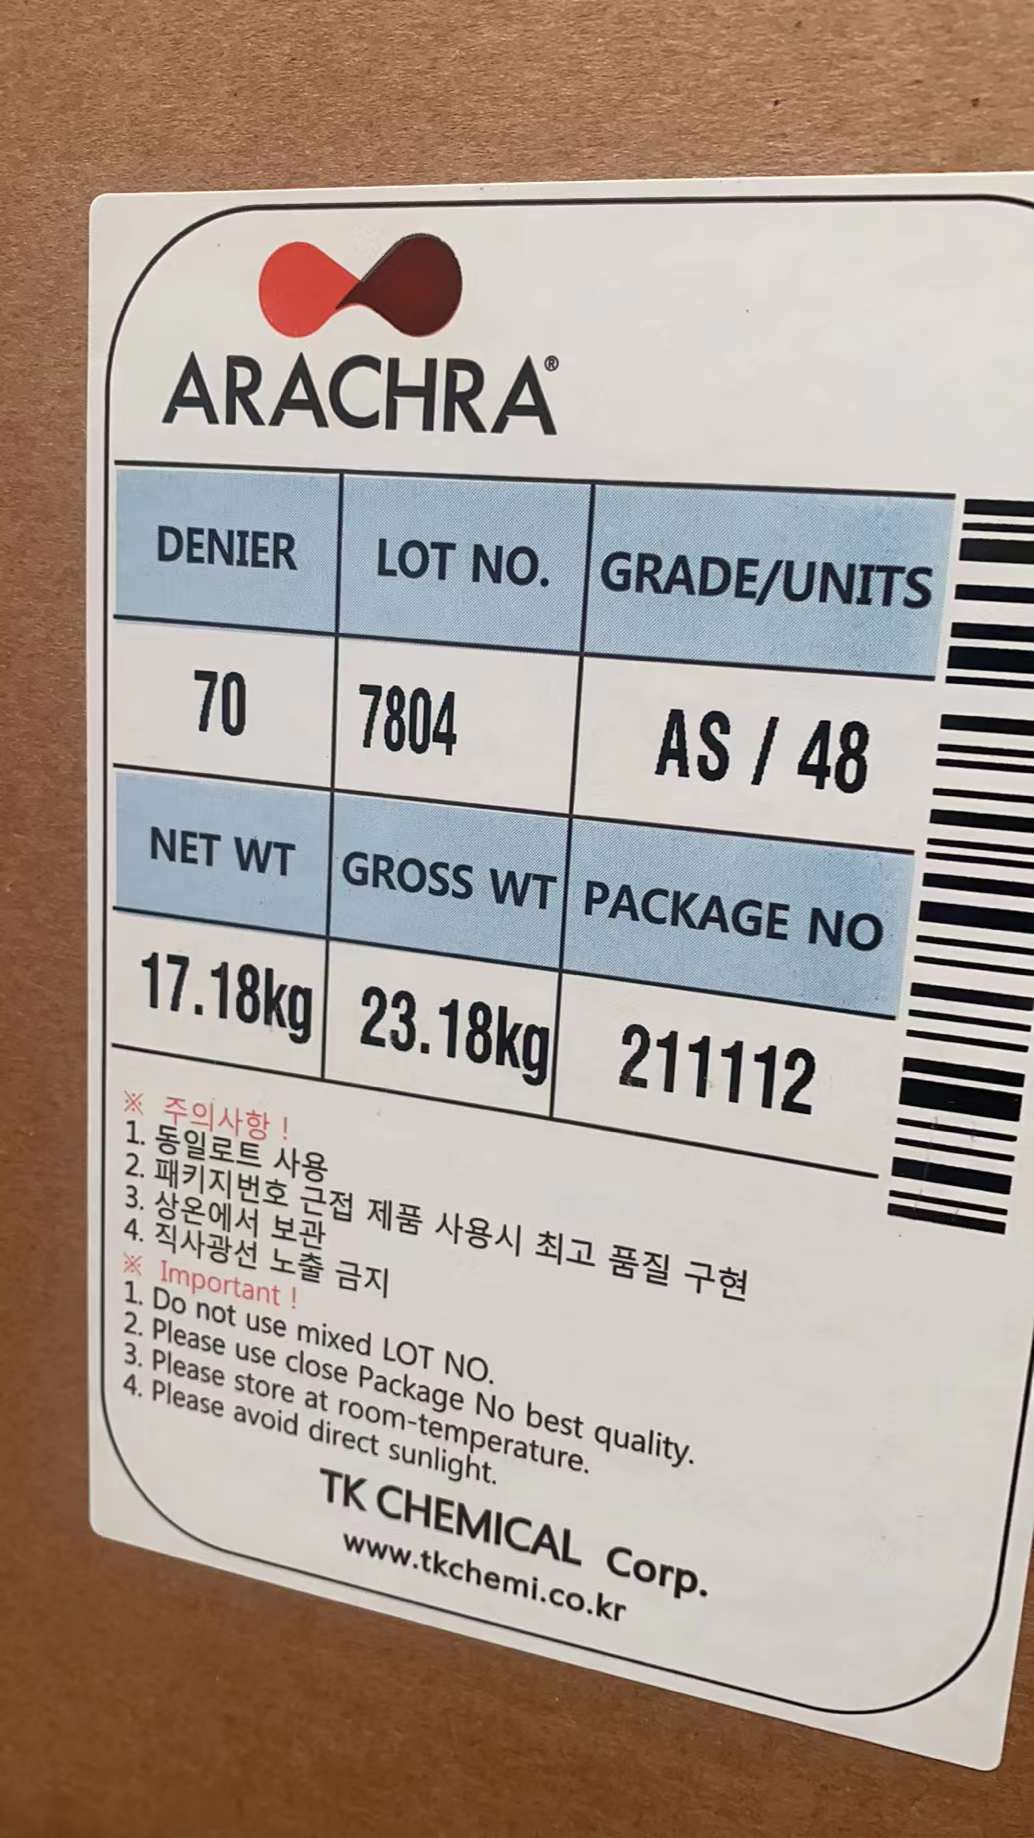 ARACHRA®
DENIER LOT NO. GRADE/UNITS
70 7804 AS / 48
NET WT GROSS WT PACKAGE NO
17.18kg 23.18kg 211112
※ 주의사항 !
1. 동일로트 사용
2. 패키지번호 근접 제품 사용시 최고 품질 구현
3. 상온에서 보관
4. 직사광선 노출 금지
※ Important !
1. Do not use mixed LOT NO.
2. Please use close Package No best quality.
3. Please store at room-temperature.
4. Please avoid direct sunlight.
TK CHEMICAL Corp.
www.tkchemi.co.kr